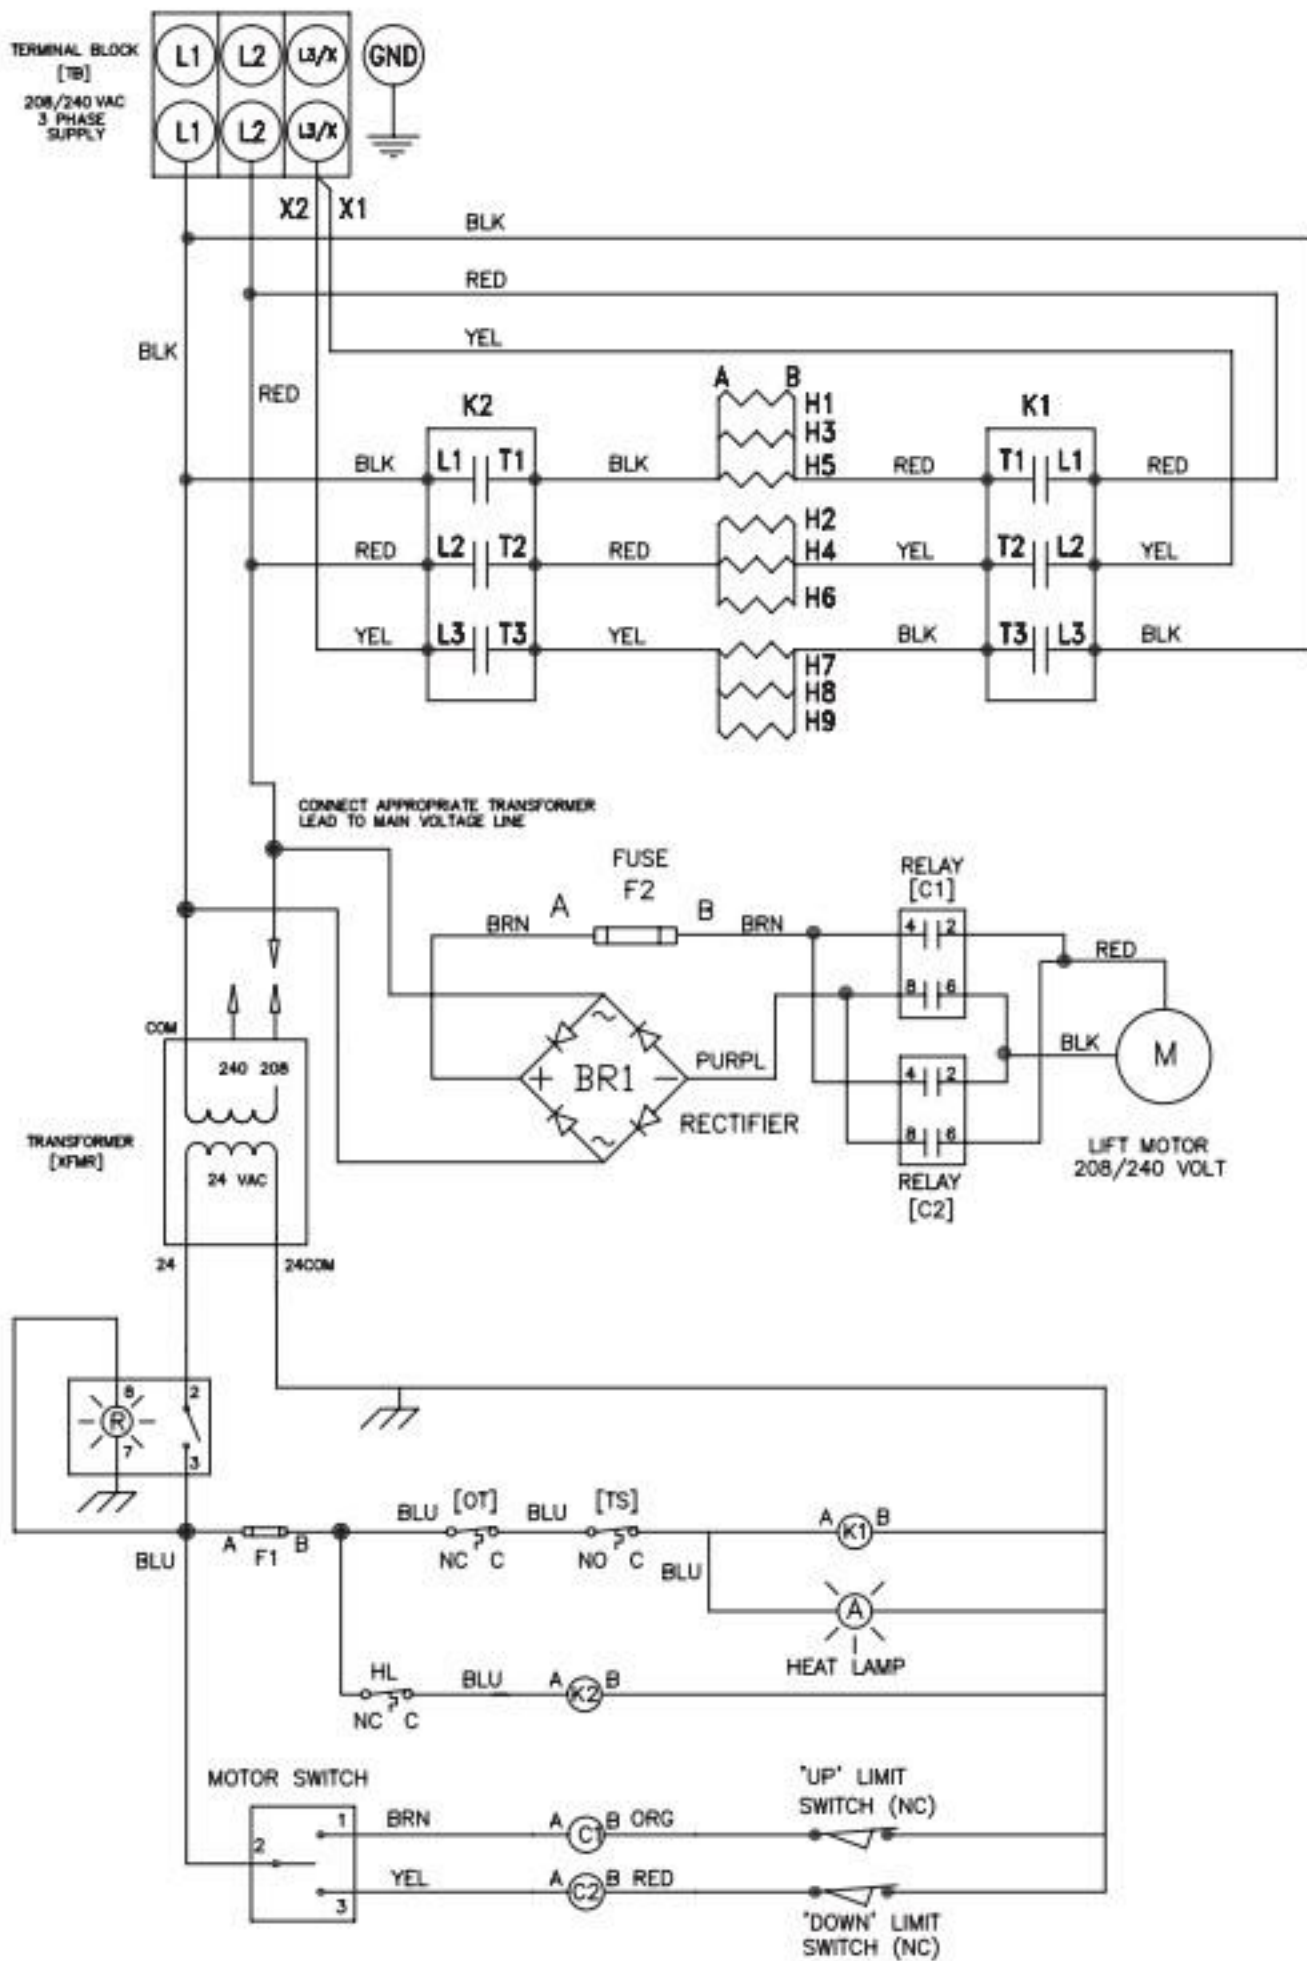 TERMINAL BLOCK
[TB]
208/240 VAC
3 PHASE
SUPPLY
L1 L2 L3/X GND
L1 L2 L3/X
X2 X1
BLK
RED
YEL
BLK
RED
A B
K2 K1
H1
H3
H5
BLK L1 T1 BLK RED T1 L1 RED
H2
RED L2 T2 RED H4 YEL T2 L2 YEL
H6
YEL L3 T3 YEL BLK T3 L3 BLK
H7
H8
H9
CONNECT APPROPRIATE TRANSFORMER
LEAD TO MAIN VOLTAGE LINE
FUSE
F2
RELAY
[C1]
BRN A B BRN 4 2
RED
8 6
COM
240 208
BLK M
PURPL
+ BR1 −
~
~
4 2
RECTIFIER
8 6
TRANSFORMER
[XFMR]
24 VAC
LIFT MOTOR
208/240 VOLT
RELAY
[C2]
24 24COM
8 2
R
7 3
BLU [OT] BLU [TS]
A B K1
BLU A F1 B
NC C NO C
BLU
A
HEAT LAMP
HL BLU A K2 B
NC C
MOTOR SWITCH
"UP" LIMIT
SWITCH (NC)
1 BRN A C1 B ORG
2
YEL A C2 B RED
3
"DOWN" LIMIT
SWITCH (NC)